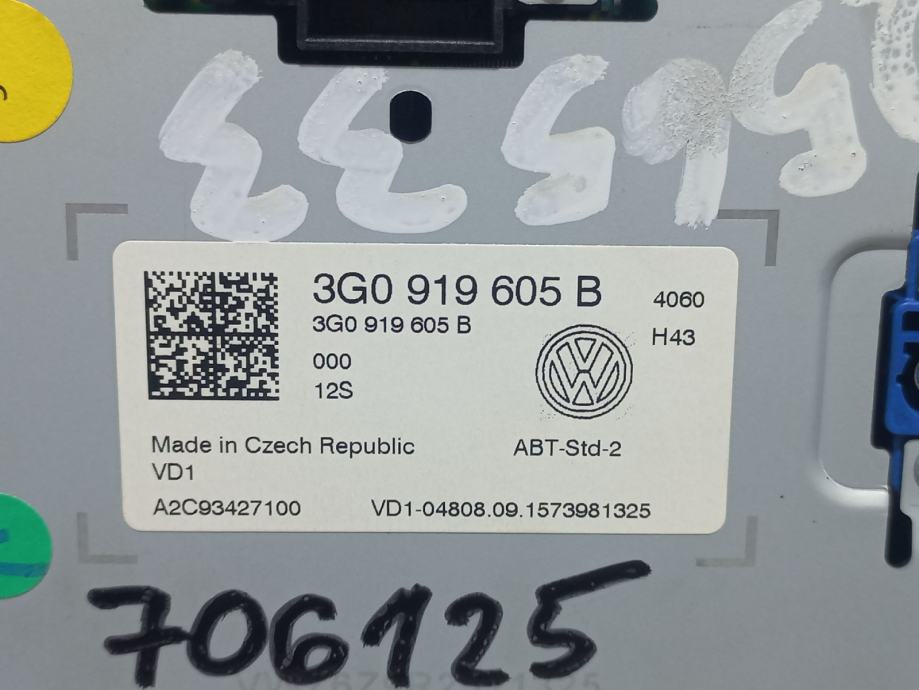 3G0 919 605 B
4060
3G0 919 605 B
H43
000
12S
Made in Czech Republic
ABT-Std-2
VD1
A2C93427100
VD1-04808.09.1573981325
706125